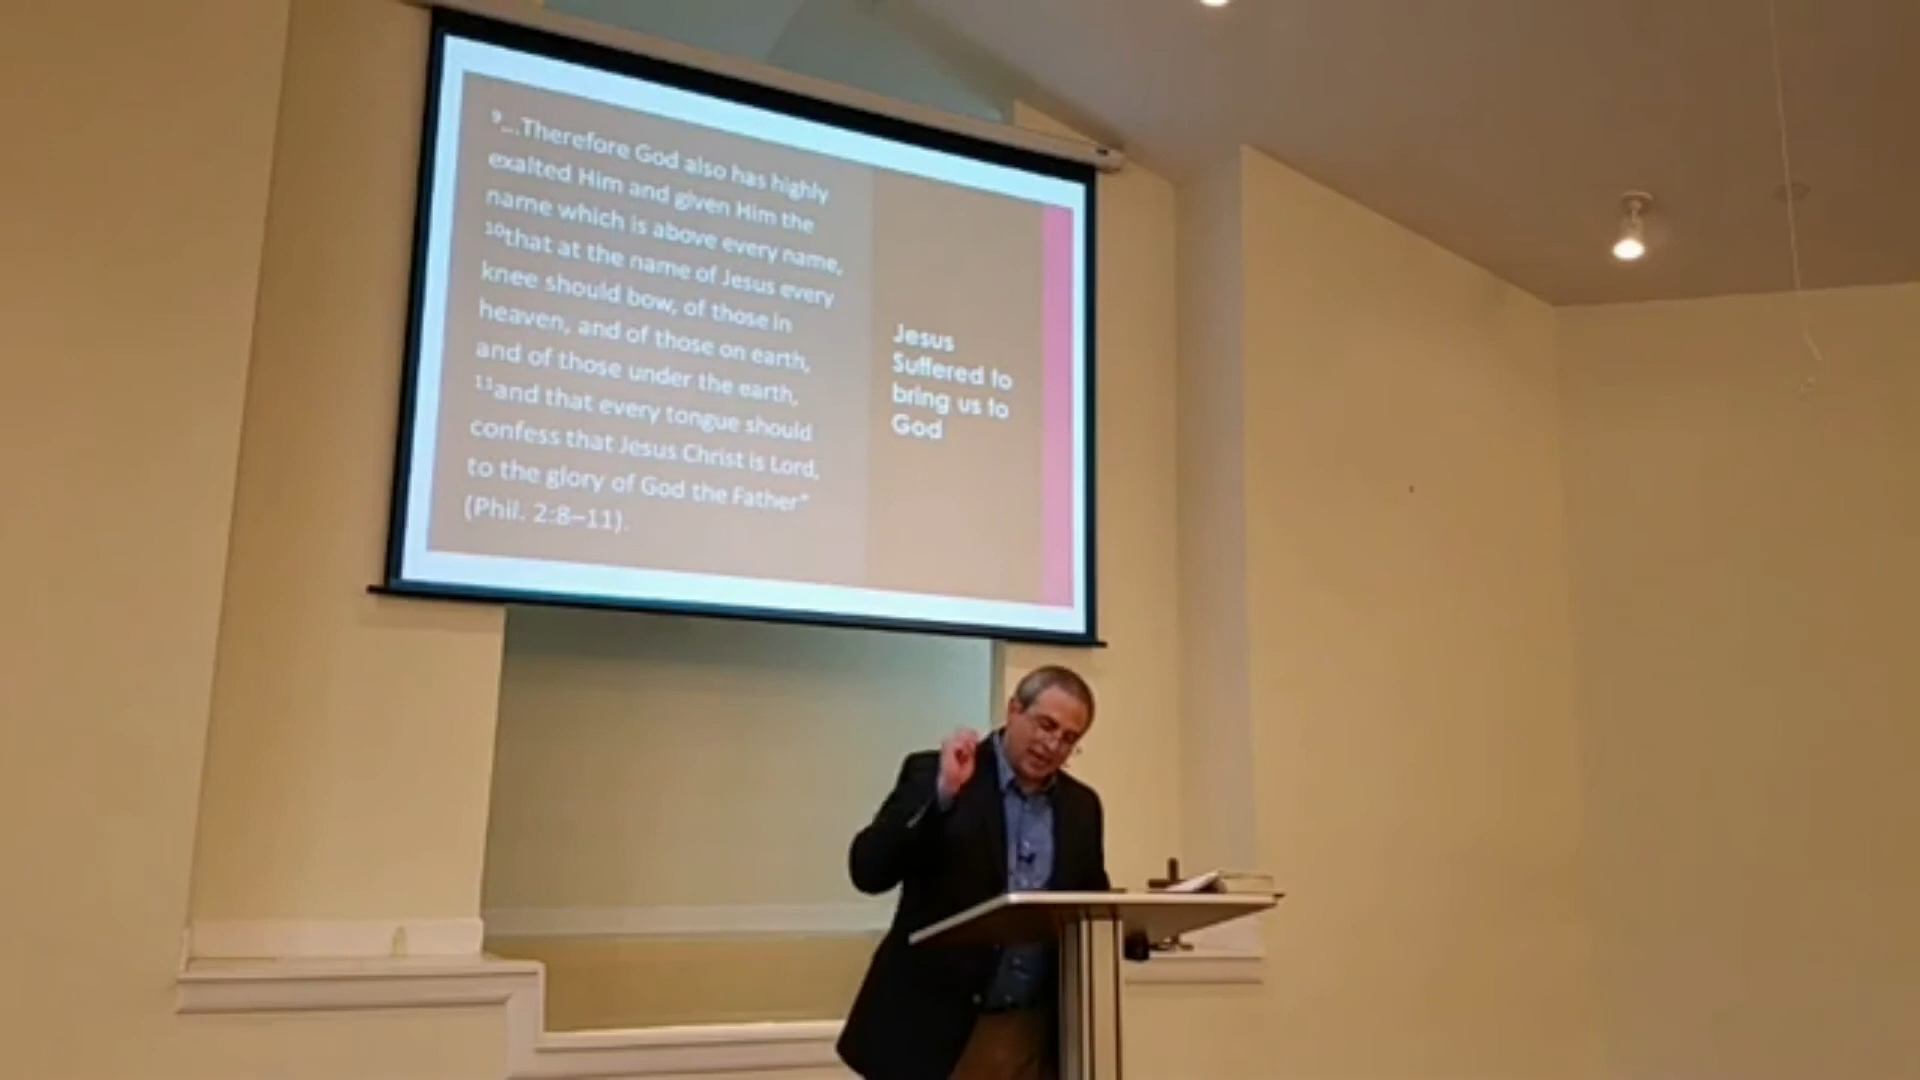 ⁹...Therefore God also has highly
exalted Him and given Him the
name which is above every name,
¹⁰that at the name of Jesus every
knee should bow, of those in
heaven, and of those on earth,
and of those under the earth,
¹¹and that every tongue should
confess that Jesus Christ is Lord,
to the glory of God the Father"
(Phil. 2:8–11).
Jesus
Suffered to
bring us to
God